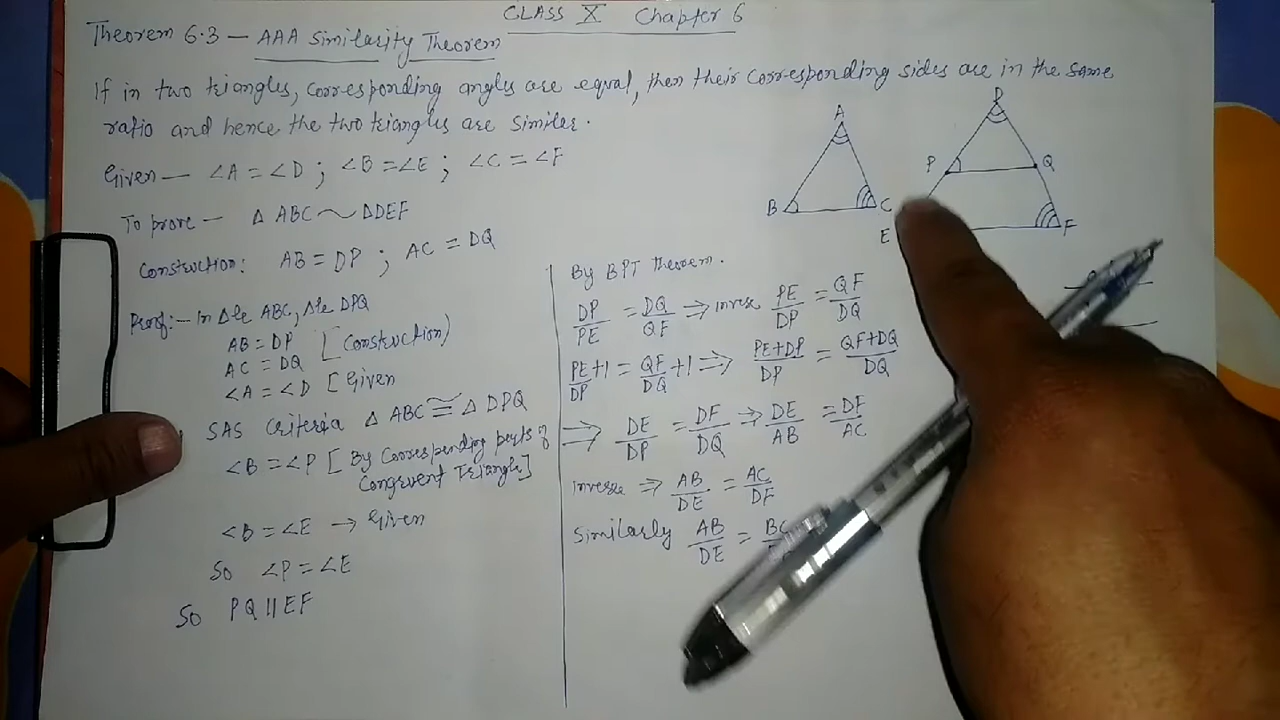 CLASS X Chapter 6
Theorem 6.3 — AAA Similarity Theorem
If in two triangles, corresponding angles are equal, then their corresponding sides are in the same
ratio and hence the two triangles are similar.
Given — ∠A = ∠D ; ∠B = ∠E ; ∠C = ∠F
To prove — Δ ABC ~ ΔDEF
Construction: AB = DP ; AC = DQ
Proof:- In Δle ABC, Δle DPQ
AB = DP [Construction)
AC = DQ
∠A = ∠D [Given
SAS Criteria Δ ABC ≅ Δ DPQ
∠B = ∠P [By Corresponding parts of
Congruent Triangle]
∠B = ∠E → Given
So ∠P = ∠E
So PQ || EF
By BPT Theorem.
DP/PE = DQ/QF ⇒ inverse PE/DP = QF/DQ
PE/DP + 1 = QF/DQ + 1 ⇒ PE+DP/DP = QF+DQ/DQ
⇒ DE/DP = DF/DQ ⇒ DE/AB = DF/AC
inverse ⇒ AB/DE = AC/DF
Similarly AB/DE = BC
A
B
C
D
P
Q
E
F